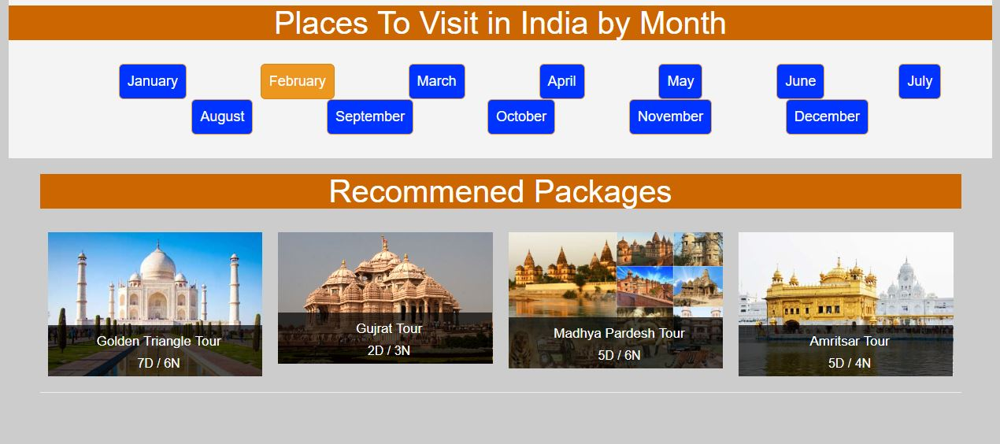 Places To Visit in India by Month
January February March April May June July
August September October November December
Recommened Packages
Golden Triangle Tour
7D / 6N
Gujrat Tour
2D / 3N
Madhya Pardesh Tour
5D / 6N
Amritsar Tour
5D / 4N